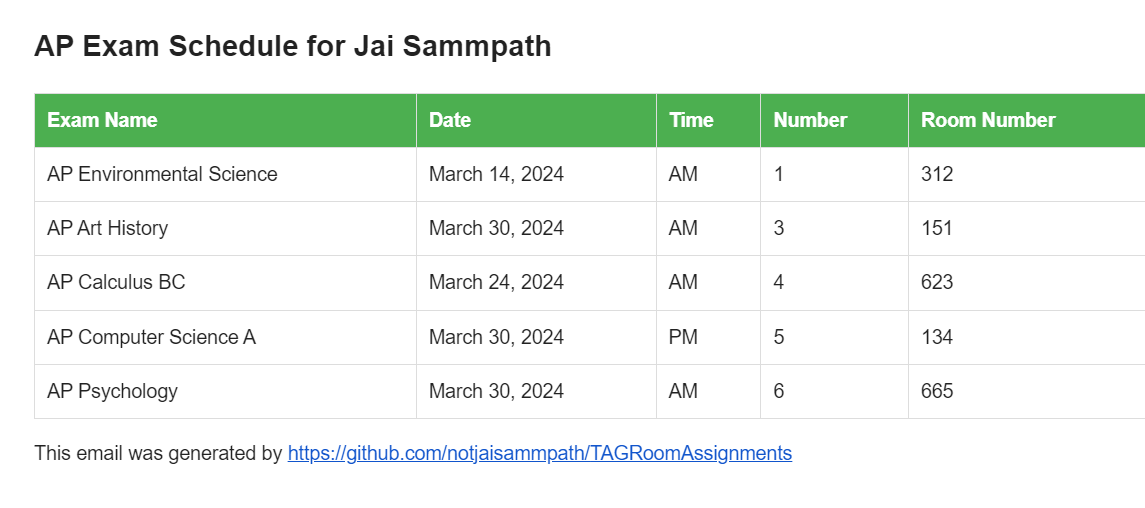 AP Exam Schedule for Jai Sammpath
Exam Name Date Time Number Room Number
AP Environmental Science March 14, 2024 AM 1 312
AP Art History March 30, 2024 AM 3 151
AP Calculus BC March 24, 2024 AM 4 623
AP Computer Science A March 30, 2024 PM 5 134
AP Psychology March 30, 2024 AM 6 665
This email was generated by https://github.com/notjaisammpath/TAGRoomAssignments